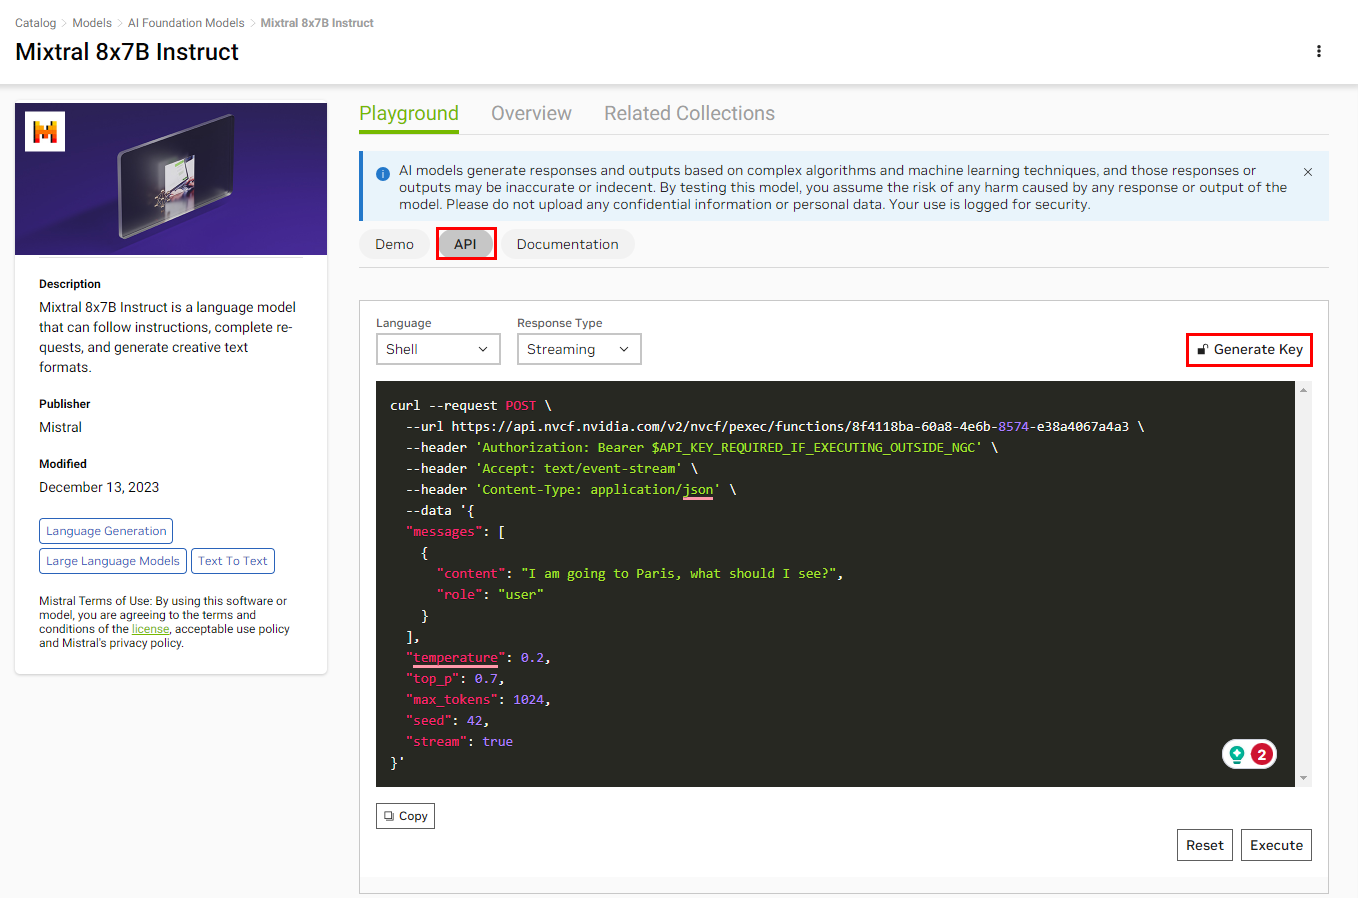 Catalog > Models > AI Foundation Models > Mixtral 8x7B Instruct
Mixtral 8x7B Instruct
Description
Mixtral 8x7B Instruct is a language model
that can follow instructions, complete re-
quests, and generate creative text
formats.
Publisher
Mistral
Modified
December 13, 2023
Language Generation
Large Language Models Text To Text
Mistral Terms of Use: By using this software or
model, you are agreeing to the terms and
conditions of the license, acceptable use policy
and Mistral's privacy policy.
Playground Overview Related Collections
AI models generate responses and outputs based on complex algorithms and machine learning techniques, and those responses or
outputs may be inaccurate or indecent. By testing this model, you assume the risk of any harm caused by any response or output of the
model. Please do not upload any confidential information or personal data. Your use is logged for security.
Demo API Documentation
Language Response Type
Shell Streaming Generate Key
curl --request POST \
--url https://api.nvcf.nvidia.com/v2/nvcf/pexec/functions/8f4118ba-60a8-4e6b-8574-e38a4067a4a3 \
--header 'Authorization: Bearer $API_KEY_REQUIRED_IF_EXECUTING_OUTSIDE_NGC' \
--header 'Accept: text/event-stream' \
--header 'Content-Type: application/json' \
--data '{
"messages": [
{
"content": "I am going to Paris, what should I see?",
"role": "user"
}
],
"temperature": 0.2,
"top_p": 0.7,
"max_tokens": 1024,
"seed": 42,
"stream": true
}'
2
Copy
Reset Execute